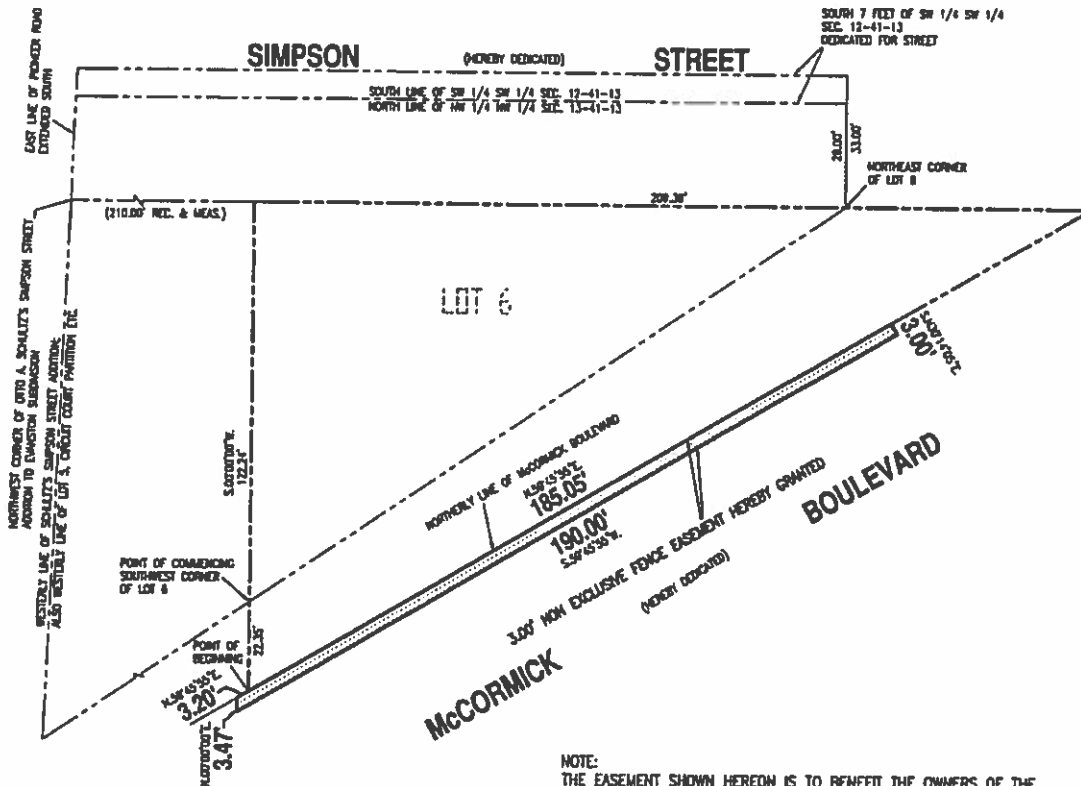 SOUTH 7 FEET OF SW 1/4 SW 1/4
SEC. 12-41-13
DEDICATED FOR STREET
SIMPSON (HEREBY DEDICATED) STREET
SOUTH LINE OF SW 1/4 SW 1/4 SEC. 12-41-13
NORTH LINE OF NW 1/4 NW 1/4 SEC. 13-41-13
EAST LINE OF PIONEER ROAD
EXTENDED SOUTH
33.00'
NORTHEAST CORNER
OF LOT 6
(210.00' REC. & MEAS.)
LOT 6
NORTHWEST CORNER OF OTTO A. SCHULTZ'S SIMPSON STREET
ADDITION TO EVANSTON SUBDIVISION
WESTERLY LINE OF SCHULTZ'S SIMPSON STREET ADDITION;
ALSO WESTERLY LINE OF LOT 3, CIRCUIT COURT PARTITION ETC.
S.00°00'00"W.
122.24'
3.00'
NORTHERLY LINE OF McCORMICK BOULEVARD
185.05'
190.00'
3.00' NON EXCLUSIVE FENCE EASEMENT HEREBY GRANTED
(HEREBY DEDICATED)
McCORMICK BOULEVARD
POINT OF COMMENCING
SOUTHWEST CORNER
OF LOT 6
22.35'
POINT OF
BEGINNING
3.20'
N.00°00'00"E.
3.47'
NOTE:
THE EASEMENT SHOWN HEREON IS TO BENEFIT THE OWNERS OF THE